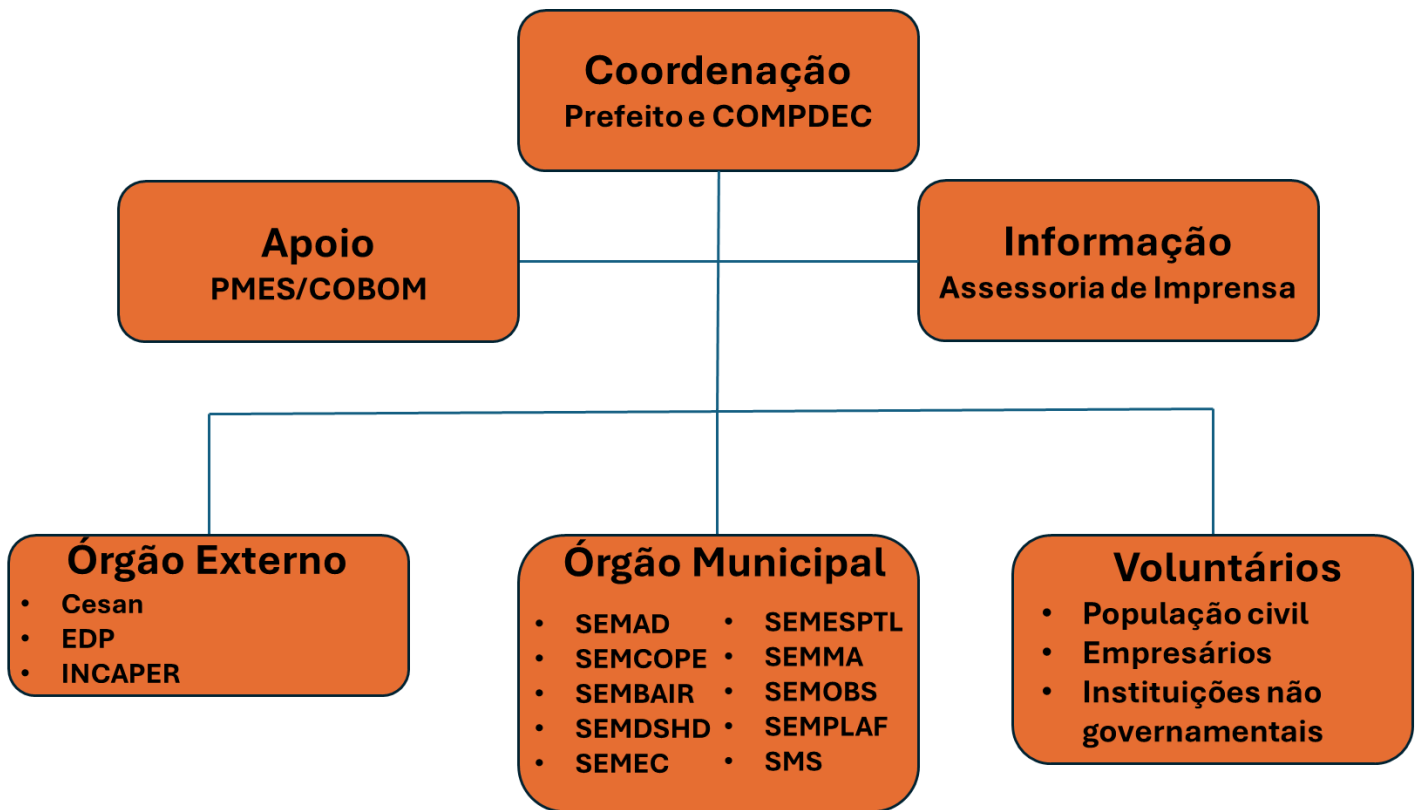 Coordenação
Prefeito e COMPDEC
Apoio
PMES/COBOM
Informação
Assessoria de Imprensa
Órgão Externo
• Cesan
• EDP
• INCAPER
Órgão Municipal
• SEMAD
• SEMCOPE
• SEMBAIR
• SEMDSHD
• SEMEC
• SEMESPTL
• SEMMA
• SEMOBS
• SEMPLAF
• SMS
Voluntários
• População civil
• Empresários
• Instituições não
governamentais